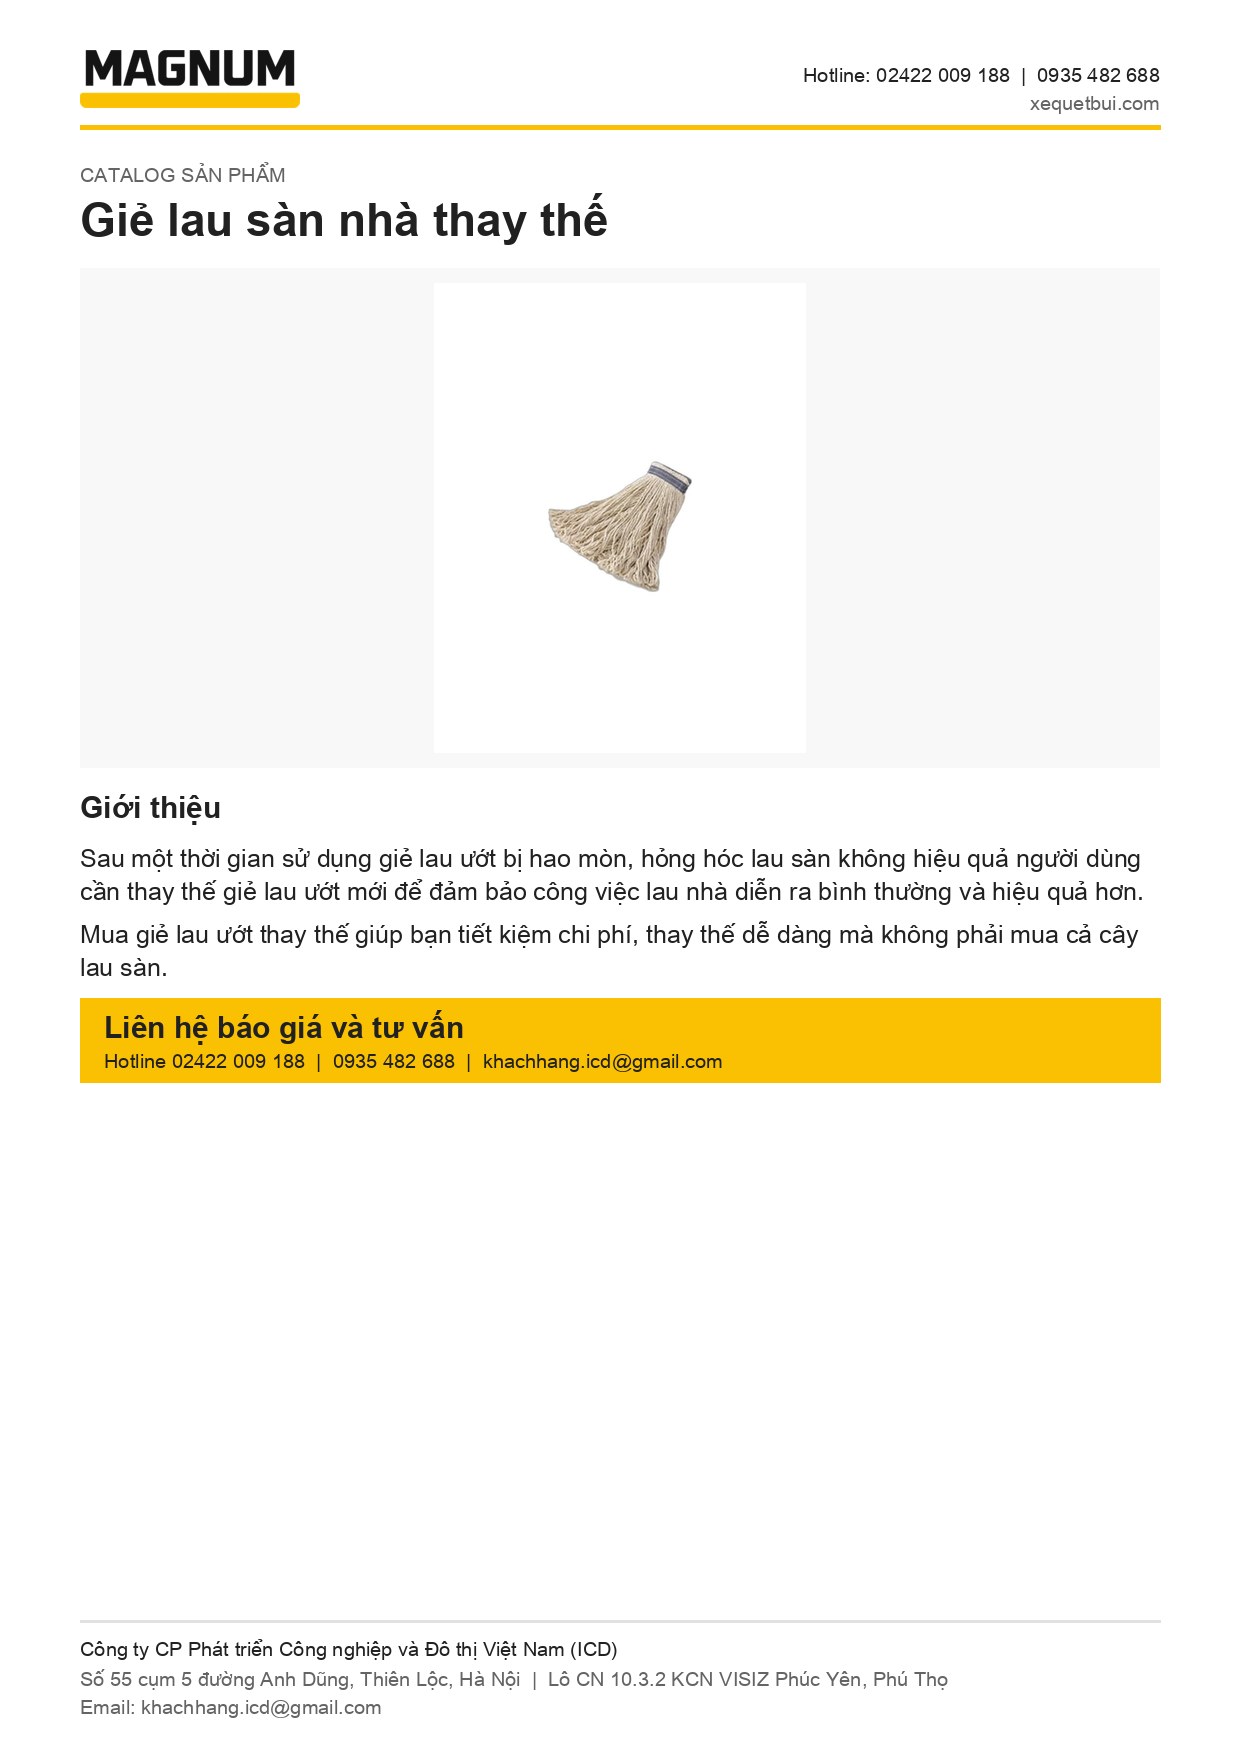 MAGNUM
Hotline: 02422 009 188 | 0935 482 688
xequetbui.com
CATALOG SẢN PHẨM
Giẻ lau sàn nhà thay thế
Giới thiệu
Sau một thời gian sử dụng giẻ lau ướt bị hao mòn, hỏng hóc lau sàn không hiệu quả người dùng
cần thay thế giẻ lau ướt mới để đảm bảo công việc lau nhà diễn ra bình thường và hiệu quả hơn.
Mua giẻ lau ướt thay thế giúp bạn tiết kiệm chi phí, thay thế dễ dàng mà không phải mua cả cây
lau sàn.
Liên hệ báo giá và tư vấn
Hotline 02422 009 188 | 0935 482 688 | khachhang.icd@gmail.com
Công ty CP Phát triển Công nghiệp và Đô thị Việt Nam (ICD)
Số 55 cụm 5 đường Anh Dũng, Thiên Lộc, Hà Nội | Lô CN 10.3.2 KCN VISIZ Phúc Yên, Phú Thọ
Email: khachhang.icd@gmail.com